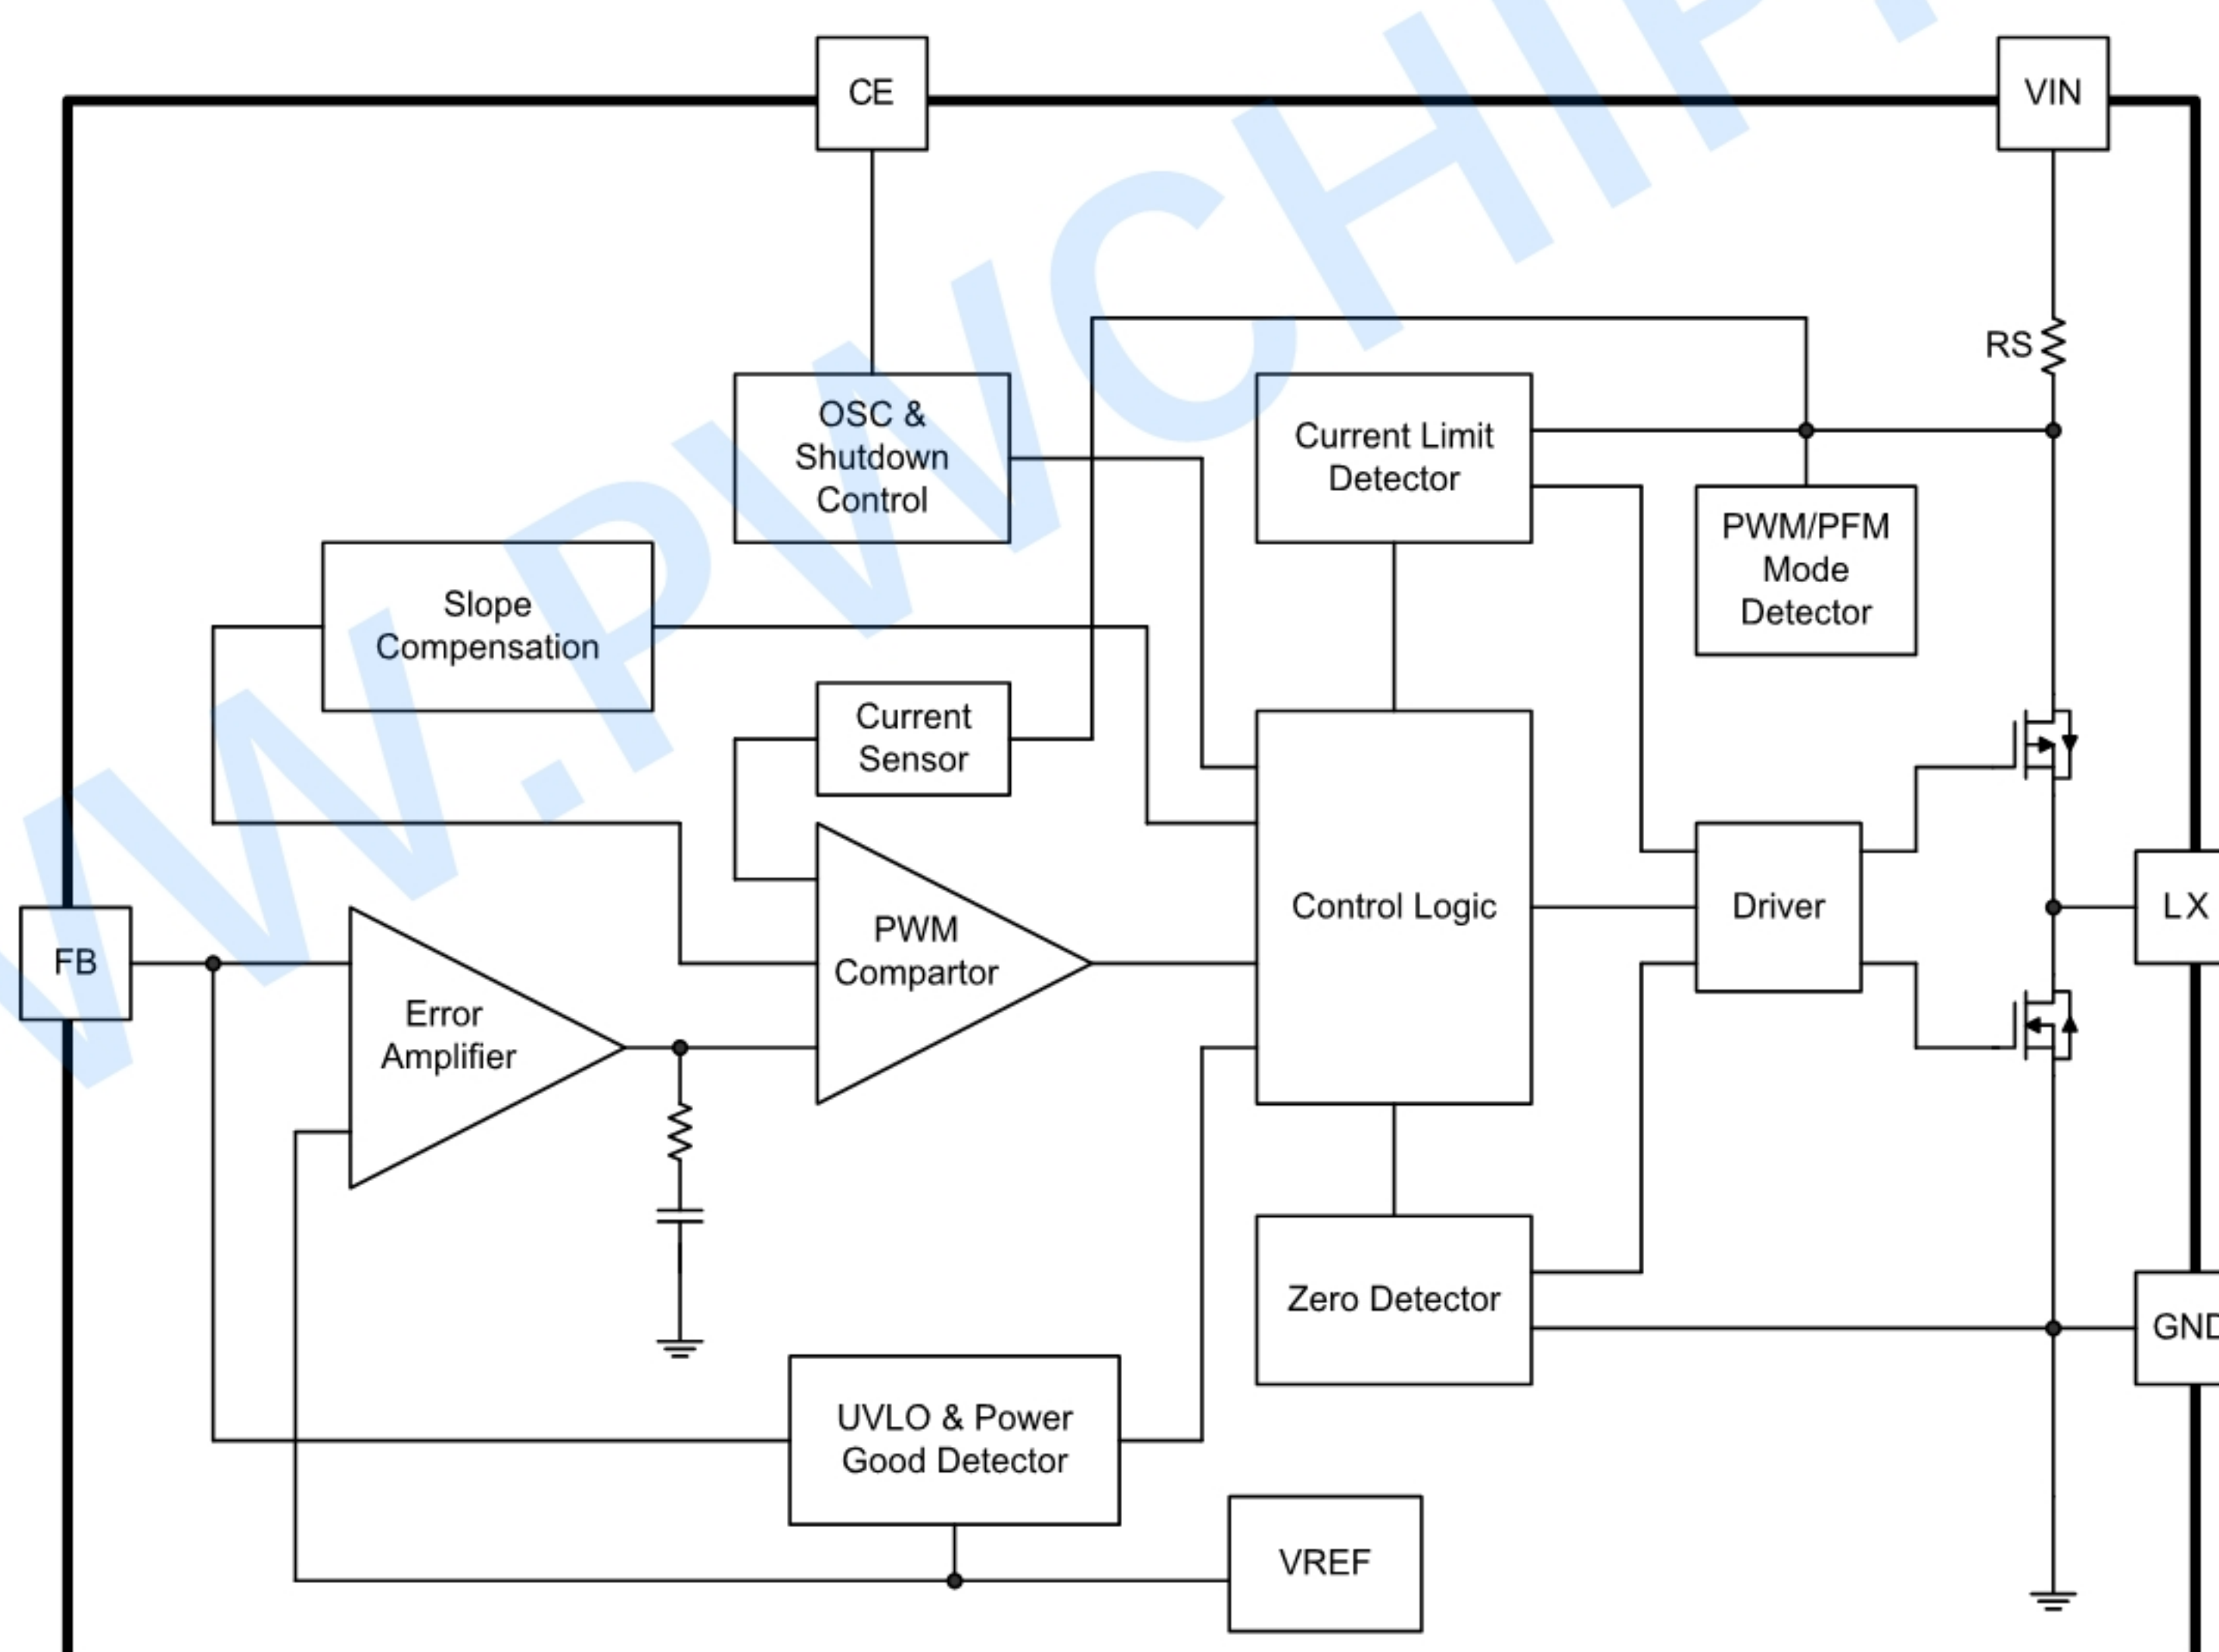 CE
VIN
RS
OSC &
Shutdown
Control
Current Limit
Detector
PWM/PFM
Mode
Detector
Slope
Compensation
Current
Sensor
PWM
Compartor
Control Logic
Driver
LX
FB
Error
Amplifier
Zero Detector
GND
UVLO & Power
Good Detector
VREF
W.PWCHIP.